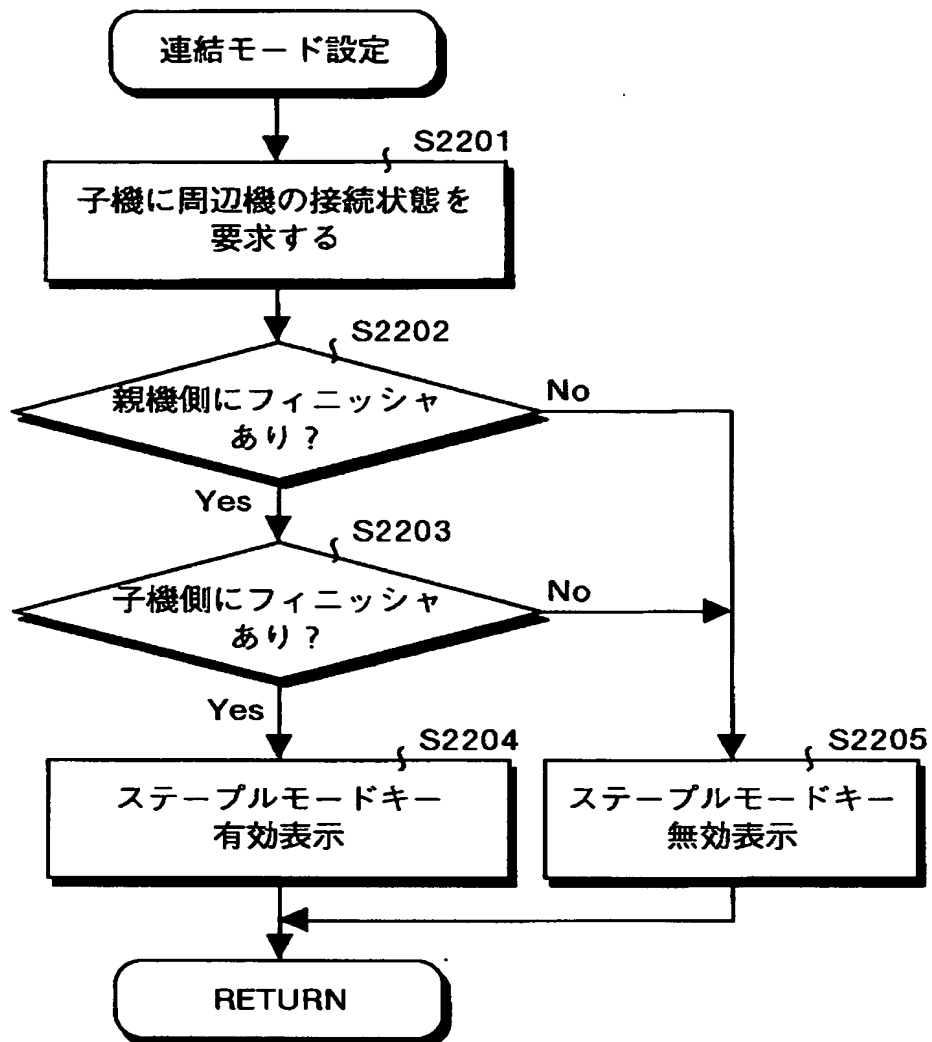 連結モード設定
S2201
子機に周辺機の接続状態を
要求する
S2202
親機側にフィニッシャ
あり?
No
Yes
S2203
子機側にフィニッシャ
あり?
No
Yes
S2204
ステープルモードキー
有効表示
S2205
ステープルモードキー
無効表示
RETURN